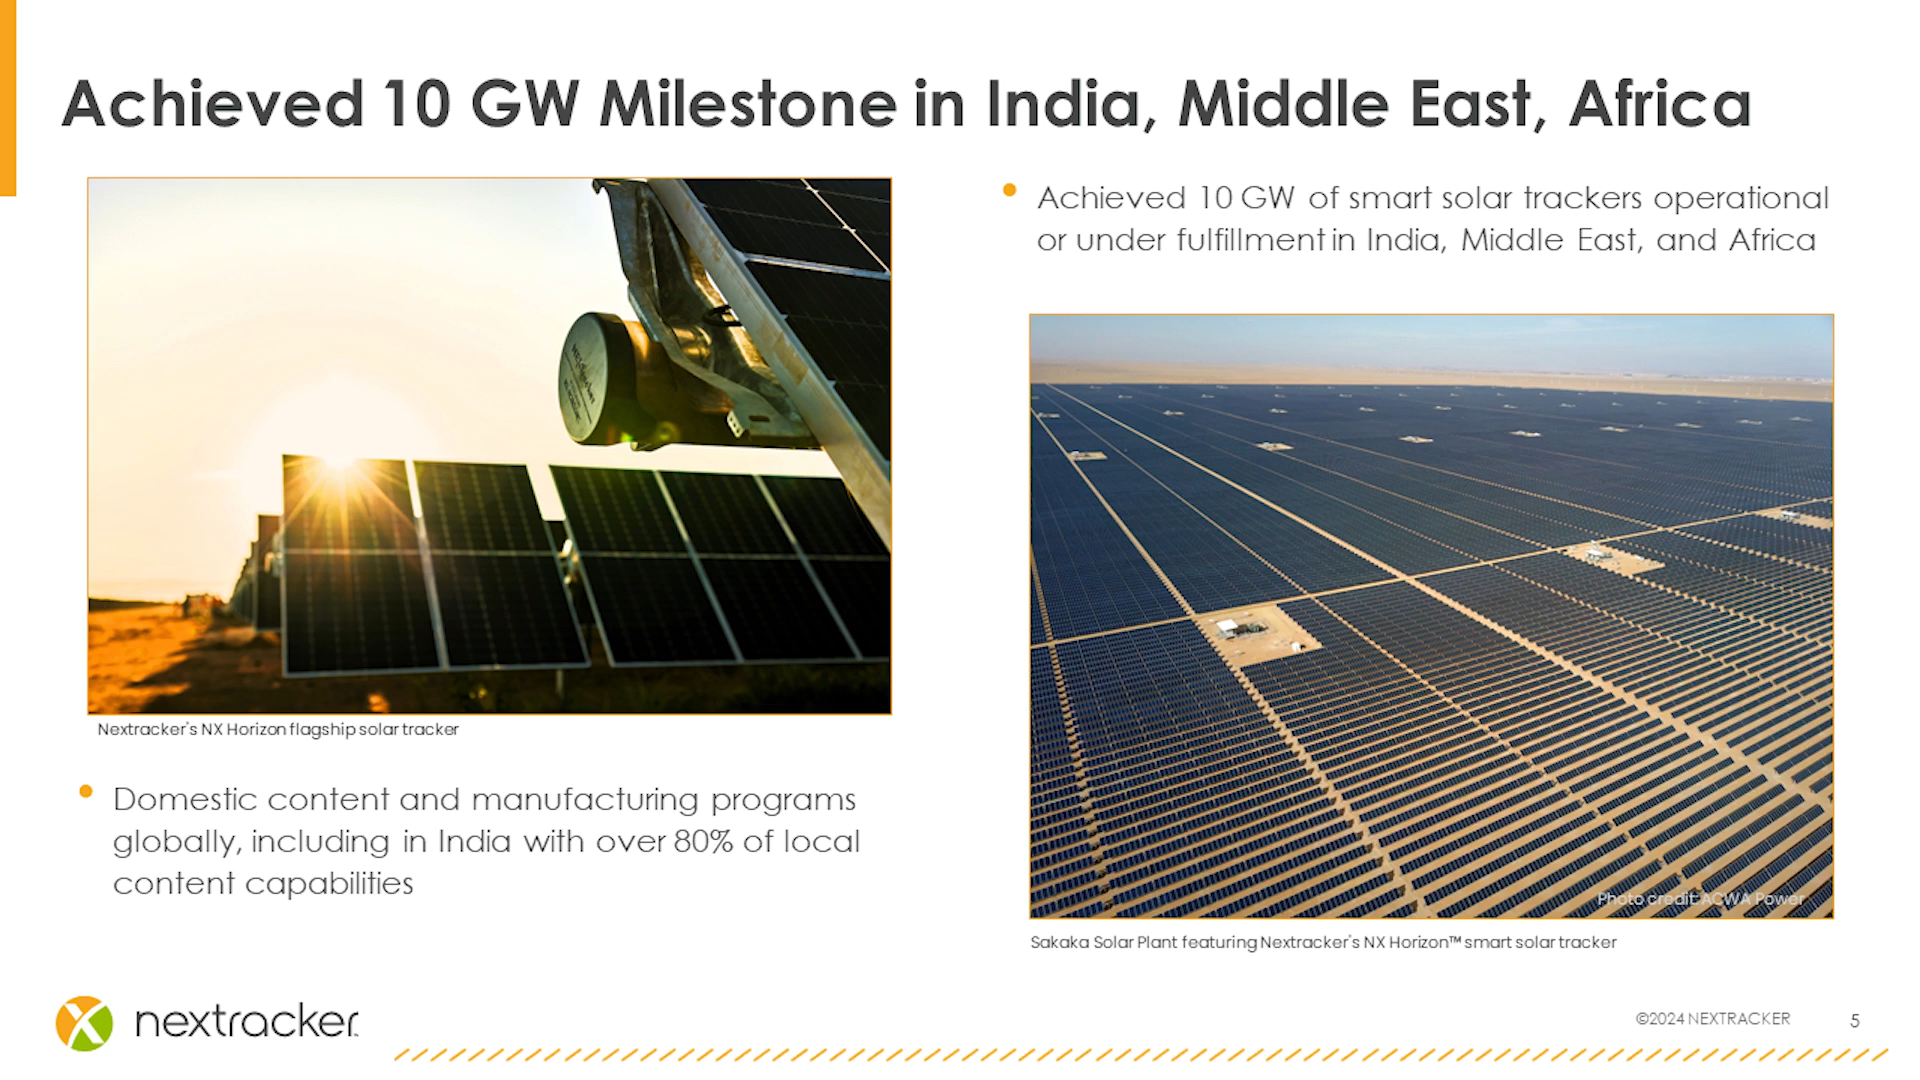 Achieved 10 GW Milestone in India, Middle East, Africa
Nextracker's NX Horizon flagship solar tracker
• Domestic content and manufacturing programs
globally, including in India with over 80% of local
content capabilities
• Achieved 10 GW of smart solar trackers operational
or under fulfillment in India, Middle East, and Africa
Photo credit: ACWA Power
Sakaka Solar Plant featuring Nextracker's NX Horizon™ smart solar tracker
nextracker
©2024 NEXTRACKER
5